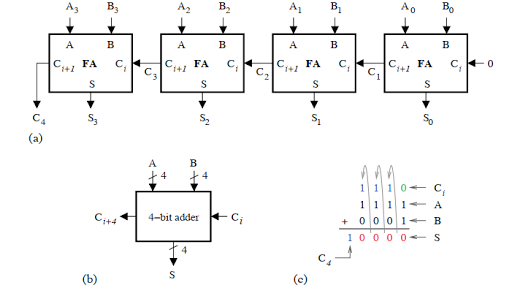 A3 B3 A2 B2 A1 B1 A0 B0
A B A B A B A B
Ci+1 FA Ci C3 Ci+1 FA Ci C2 Ci+1 FA Ci C1 Ci+1 FA Ci 0
S S S S
C4 S3 S2 S1 S0
(a)
A B
4 4
Ci+4 4-bit adder Ci
4
S
(b)
1 1 1 0 Ci
1 1 1 1 A
+ 0 0 0 1 B
1 0 0 0 0 S
C4
(c)